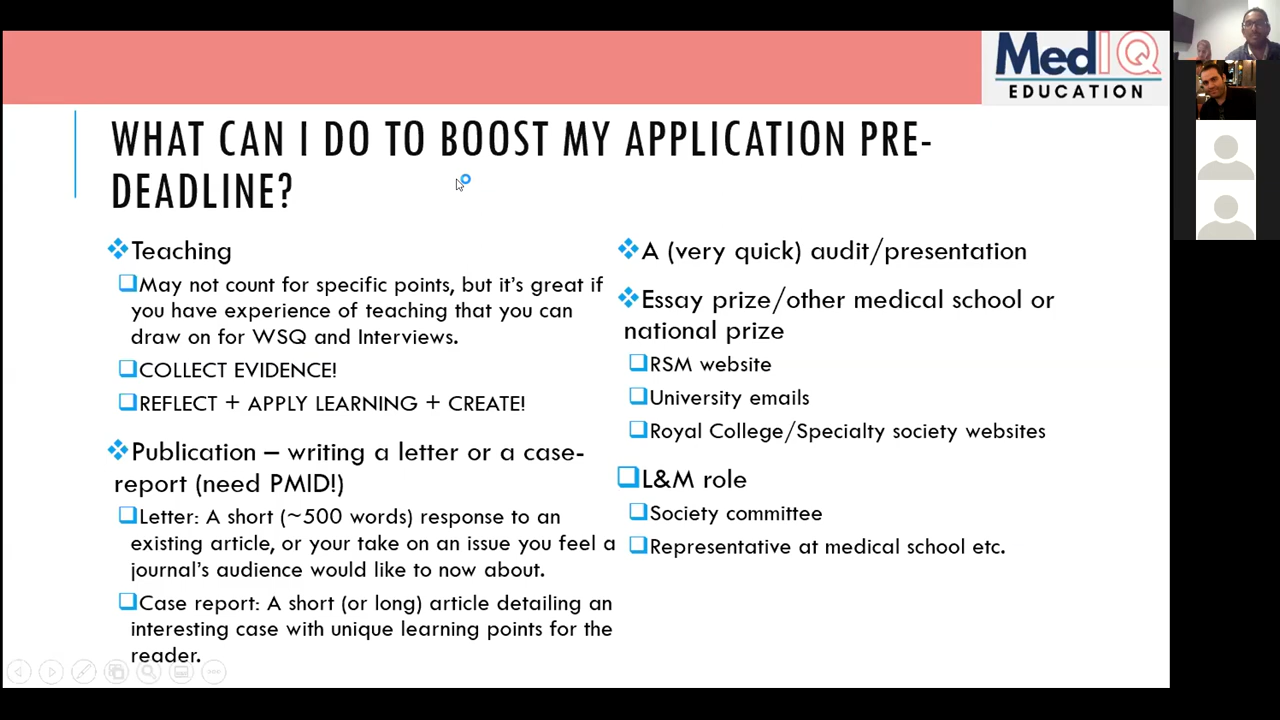 MedIQ
EDUCATION
WHAT CAN I DO TO BOOST MY APPLICATION PRE-
DEADLINE?
Teaching
May not count for specific points, but it's great if
you have experience of teaching that you can
draw on for WSQ and Interviews.
COLLECT EVIDENCE!
REFLECT + APPLY LEARNING + CREATE!
Publication – writing a letter or a case-
report (need PMID!)
Letter: A short (~500 words) response to an
existing article, or your take on an issue you feel a
journal's audience would like to now about.
Case report: A short (or long) article detailing an
interesting case with unique learning points for the
reader.
A (very quick) audit/presentation
Essay prize/other medical school or
national prize
RSM website
University emails
Royal College/Specialty society websites
L&M role
Society committee
Representative at medical school etc.